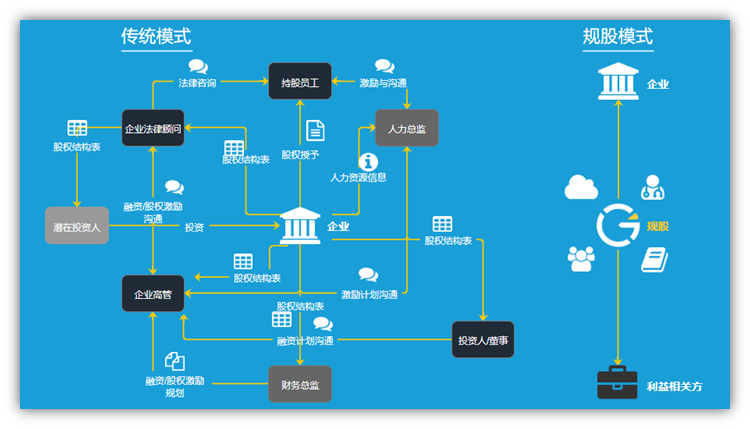 传统模式
规股模式
法律咨询
持股员工
激励与沟通
企业
企业法律顾问
人力总监
股权结构表
股权结构表
股权授予
人力资源信息
融资/股权激励
沟通
潜在投资人
投资
企业
股权结构表
规股
股权结构表
企业高管
激励计划沟通
股权结构表
融资计划沟通
投资人/董事
融资/股权激励
规划
财务总监
利益相关方